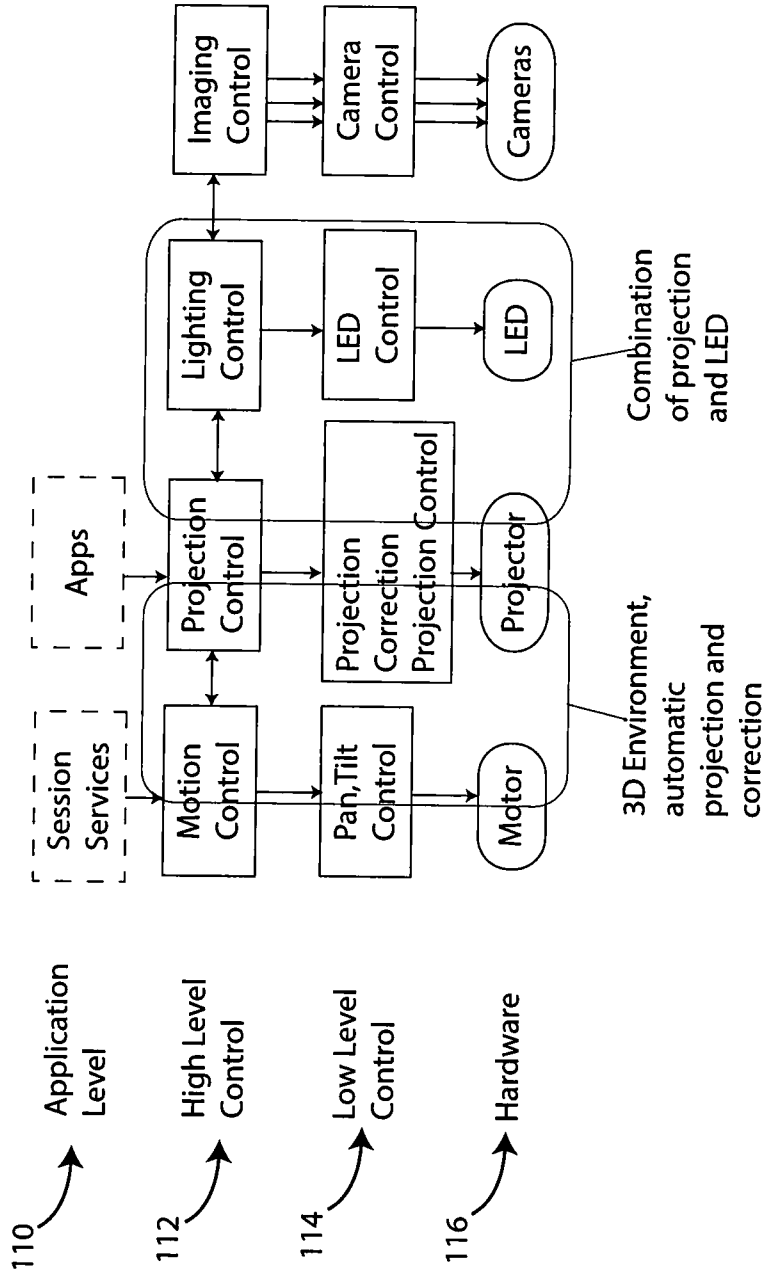 110
Application
Level
Session
Services
Apps
112
High Level
Control
Motion
Control
Projection
Control
Lighting
Control
Imaging
Control
114
Low Level
Control
Pan,Tilt
Control
Projection
Correction
Projection Control
LED
Control
Camera
Control
116
Hardware
Motor
Projector
LED
Cameras
3D Environment,
automatic
projection and
correction
Combination
of projection
and LED